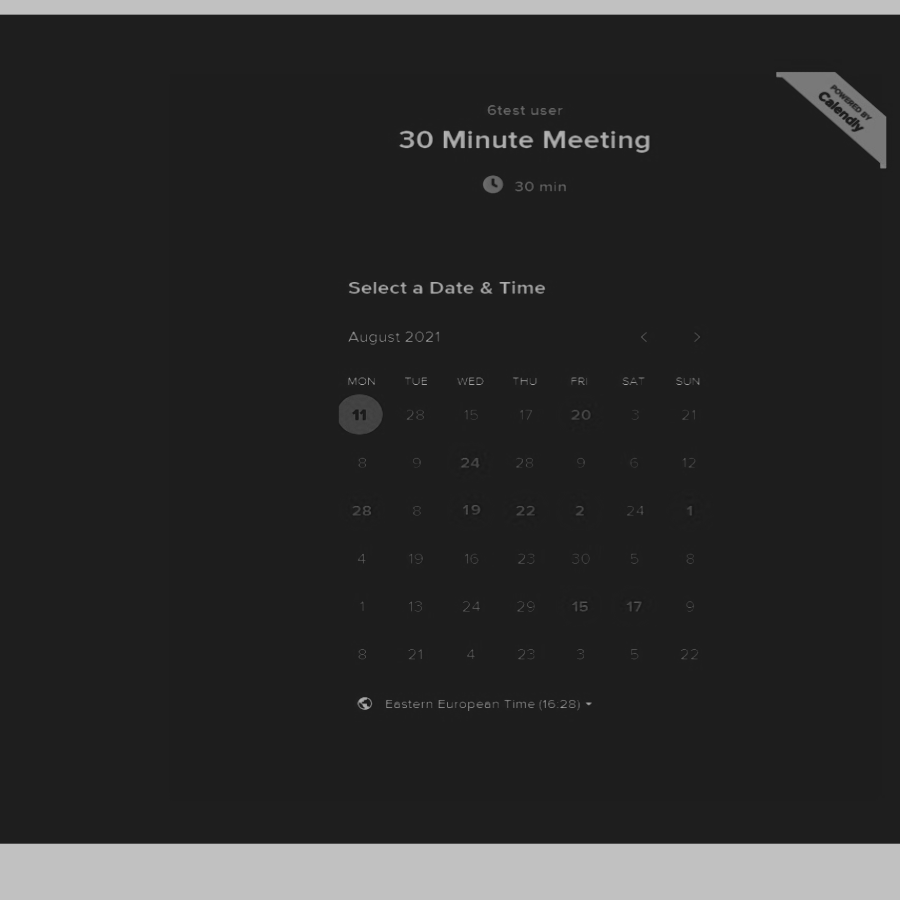 POWERED BY
Calendly
6test user
30 Minute Meeting
30 min
Select a Date & Time
August 2021
MON TUE WED THU FRI SAT SUN
11 28 15 17 20 3 21
8 9 24 28 9 6 12
28 8 19 22 2 24 1
4 19 16 23 30 5 8
1 13 24 29 15 17 9
8 21 4 23 3 5 22
Eastern European Time (16:28)